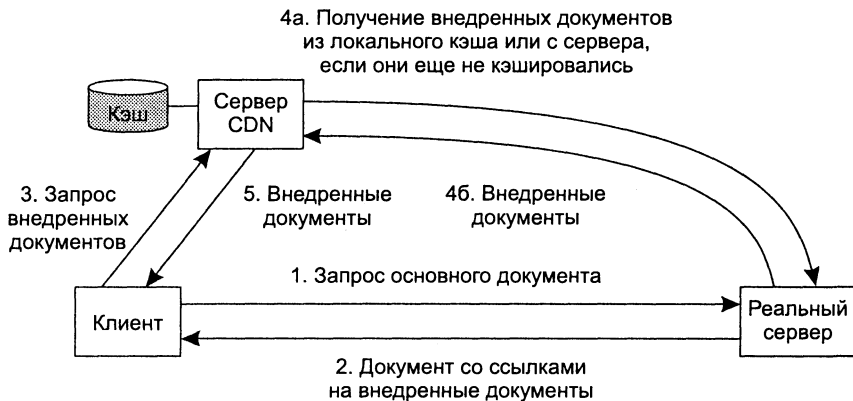 4а. Получение внедренных документов
из локального кэша или с сервера,
если они еще не кэшировались
Кэш
Сервер
CDN
3. Запрос
внедренных
документов
5. Внедренные
документы
4б. Внедренные
документы
1. Запрос основного документа
Клиент
Реальный
сервер
2. Документ со ссылками
на внедренные документы